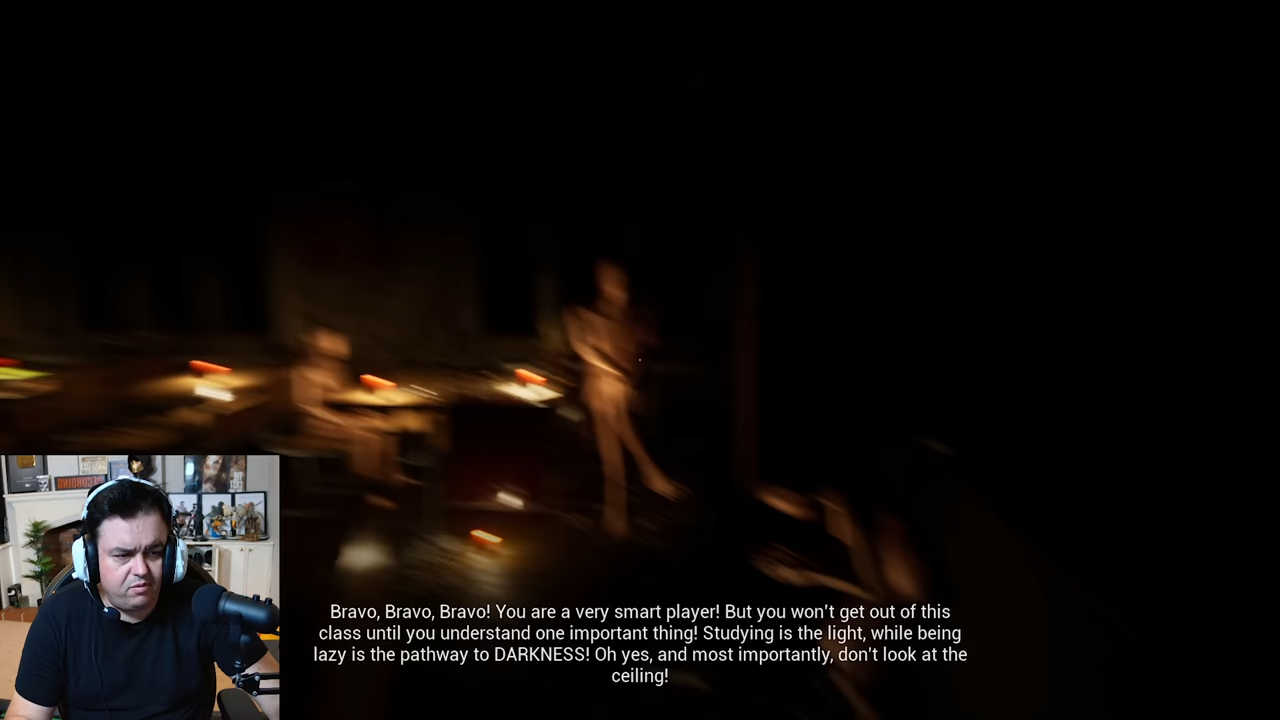 RECORDING
Bravo, Bravo, Bravo! You are a very smart player! But you won't get out of this
class until you understand one important thing! Studying is the light, while being
lazy is the pathway to DARKNESS! Oh yes, and most importantly, don't look at the
ceiling!